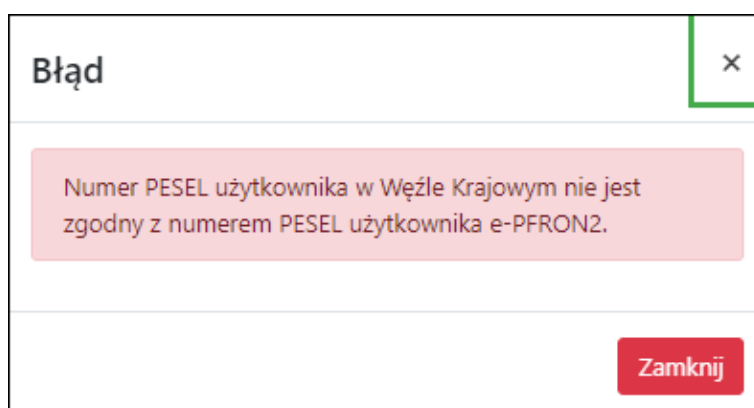 Błąd
×
Numer PESEL użytkownika w Węźle Krajowym nie jest
zgodny z numerem PESEL użytkownika e-PFRON2.
Zamknij